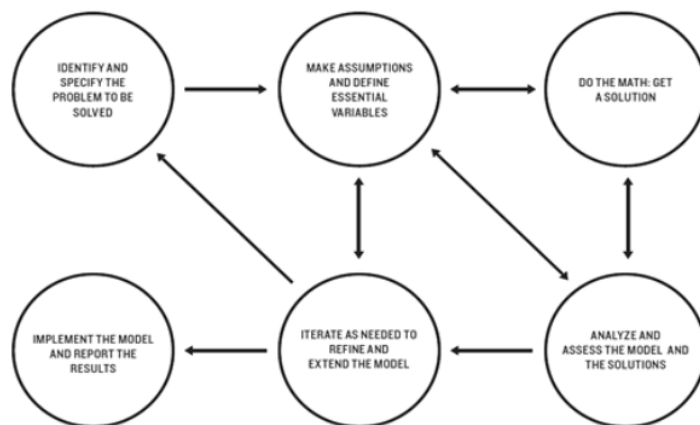 IDENTIFY AND
SPECIFY THE
PROBLEM TO BE
SOLVED
MAKE ASSUMPTIONS
AND DEFINE
ESSENTIAL
VARIABLES
DO THE MATH: GET
A SOLUTION
IMPLEMENT THE MODEL
AND REPORT THE
RESULTS
ITERATE AS NEEDED TO
REFINE AND
EXTEND THE MODEL
ANALYZE AND
ASSESS THE MODEL AND
THE SOLUTIONS